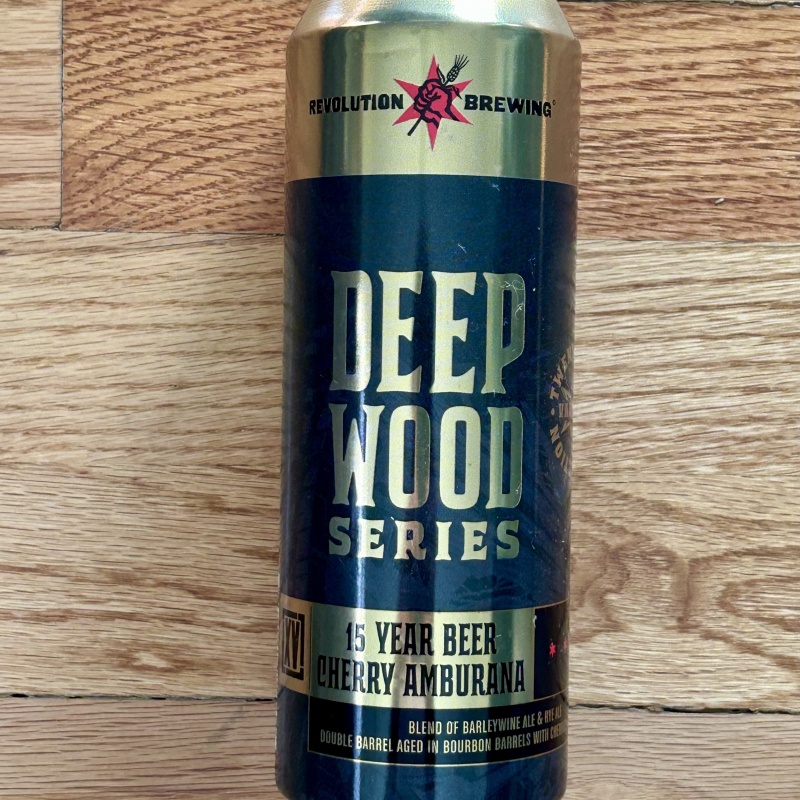 REVOLUTION BREWING
DEEP
WOOD
SERIES
XV
15 YEAR BEER
CHERRY AMBURANA
BLEND OF BARLEYWINE ALE & RYE
DOUBLE BARREL AGED IN BOURBON BARRELS WITH